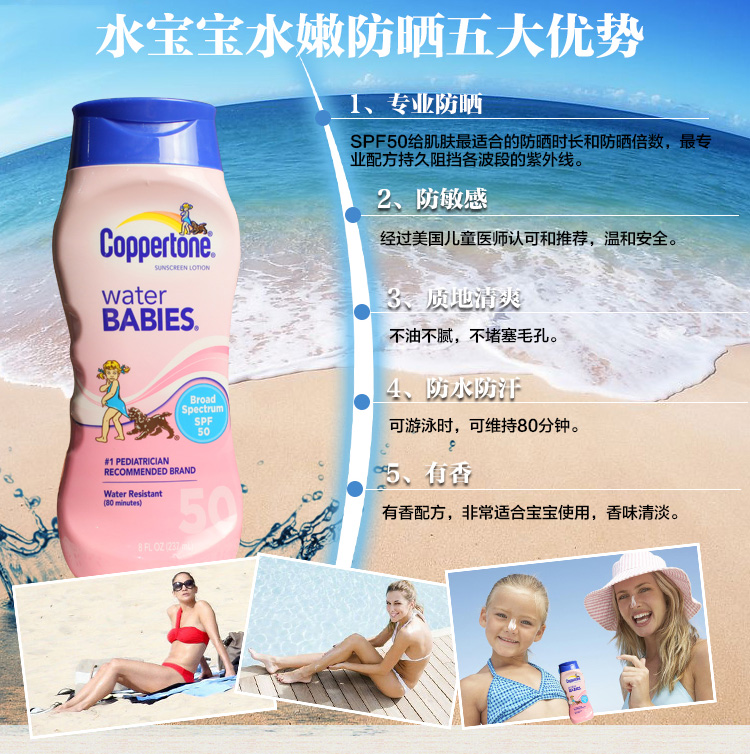 水宝宝水嫩防晒五大优势
1、专业防晒
SPF50给肌肤最适合的防晒时长和防晒倍数，最专
业配方持久阻挡各波段的紫外线。
2、防敏感
经过美国儿童医师认可和推荐，温和安全。
3、质地清爽
不油不腻，不堵塞毛孔。
4、防水防汗
可游泳时，可维持80分钟。
5、有香
有香配方，非常适合宝宝使用，香味清淡。
Coppertone®
SUNSCREEN LOTION
water
BABIES®
Broad
Spectrum
SPF
50
#1 PEDIATRICIAN
RECOMMENDED BRAND
Water Resistant
(80 minutes)
50
8 FL OZ (237
Coppertone